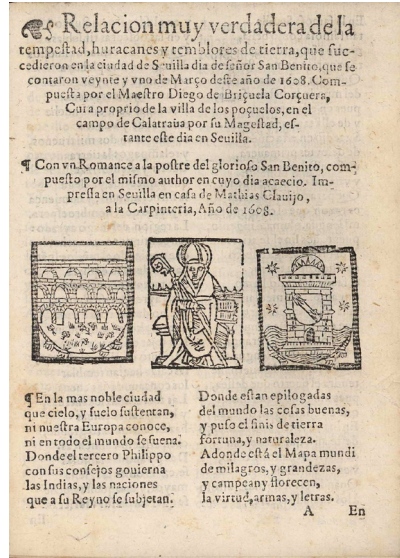 Relacion muy verdadera de la
tempestad, huracanes y temblores de tierra, que suc-
cedieron en la ciudad de Seuilla dia de señor San Benito, que se
contaron veynte y vno de Março deste año de 1608. Com-
puesta por el Maestro Diego de Briçuela Corçuera,
Cura proprio de la villa de los poçuelos, en el
campo de Calatraua por su Magestad, es-
tante este dia en Seuilla.
¶ Con vn Romance a la postre del glorioso San Benito, com-
puesto por el mismo author en cuyo dia acaecio. Im-
pressa en Seuilla en casa de Mathias Clauijo,
a la Carpinteria, Año de 1608.
¶ En la mas noble ciudad
que cielo, y suelo sustentan,
ni nuestra Europa conoce,
ni en todo el mundo se suena.
Donde el tercero Philippo
con sus consejos gouierna
las Indias, y las naciones
que a su Reyno se subjetan.
Donde estan epilogadas
del mundo las cosas buenas,
y puso el finis de tierra
fortuna, y naturaleza.
Adonde está el Mapa mundi
de milagros, y grandezas,
y campean y florecen,
la virtud, armas, y letras.
A En